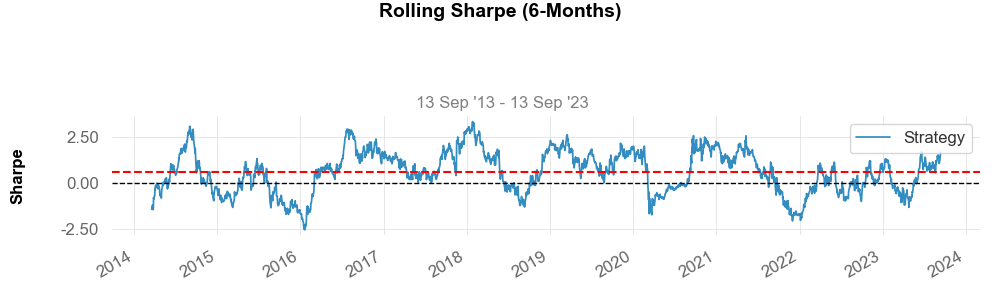 Rolling Sharpe (6-Months)
13 Sep '13 - 13 Sep '23
Sharpe
2.50
0.00
-2.50
Strategy
2014 2015 2016 2017 2018 2019 2020 2021 2022 2023 2024